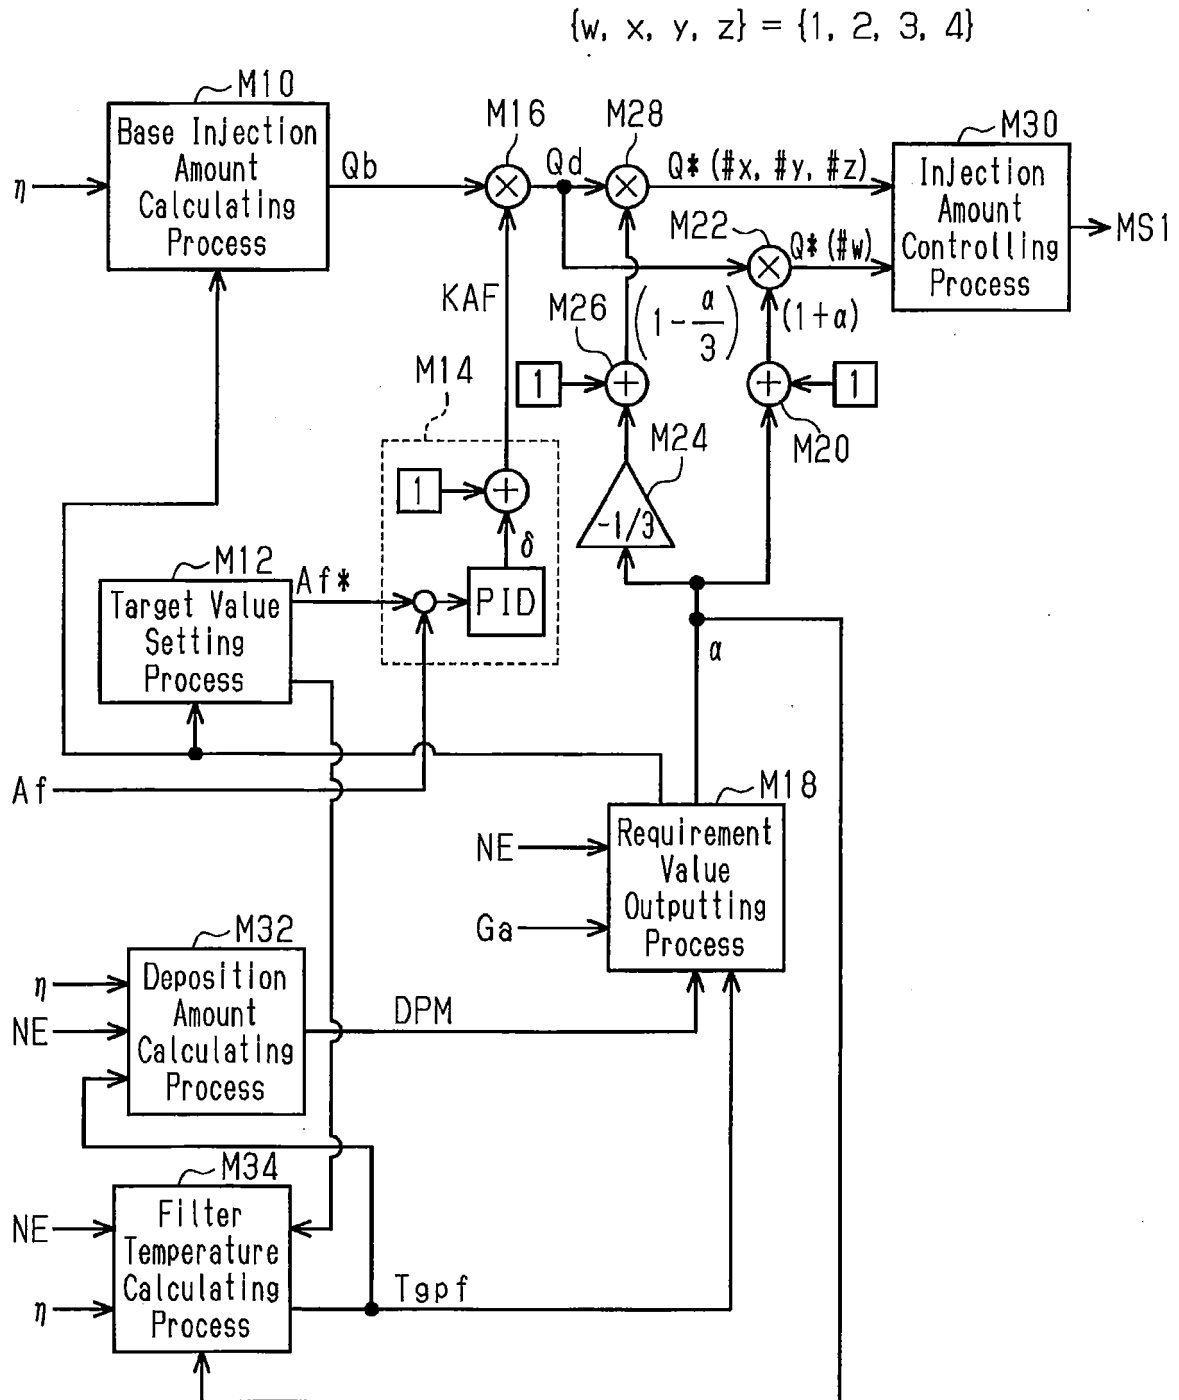 {w, x, y, z} = {1, 2, 3, 4}
M10
Base Injection
Amount
Calculating
Process
η
Qb
M16
Qd
M28
Q* (#x, #y, #z)
M30
Injection
Amount
Controlling
Process
MS1
M22
Q* (#w)
KAF
M26
(1-α/3)
(1+α)
1
1
M20
M14
M24
1
-1/3
δ
M12
Target Value
Setting
Process
Af*
PID
α
Af
M18
Requirement
Value
Outputting
Process
NE
Ga
M32
Deposition
Amount
Calculating
Process
η
NE
DPM
M34
Filter
Temperature
Calculating
Process
NE
η
Tgpf